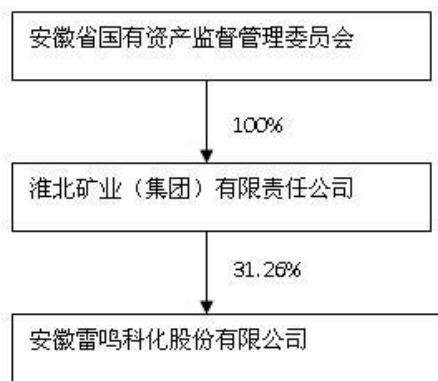 安徽省国有资产监督管理委员会
100%
淮北矿业（集团）有限责任公司
31.26%
安徽雷鸣科化股份有限公司